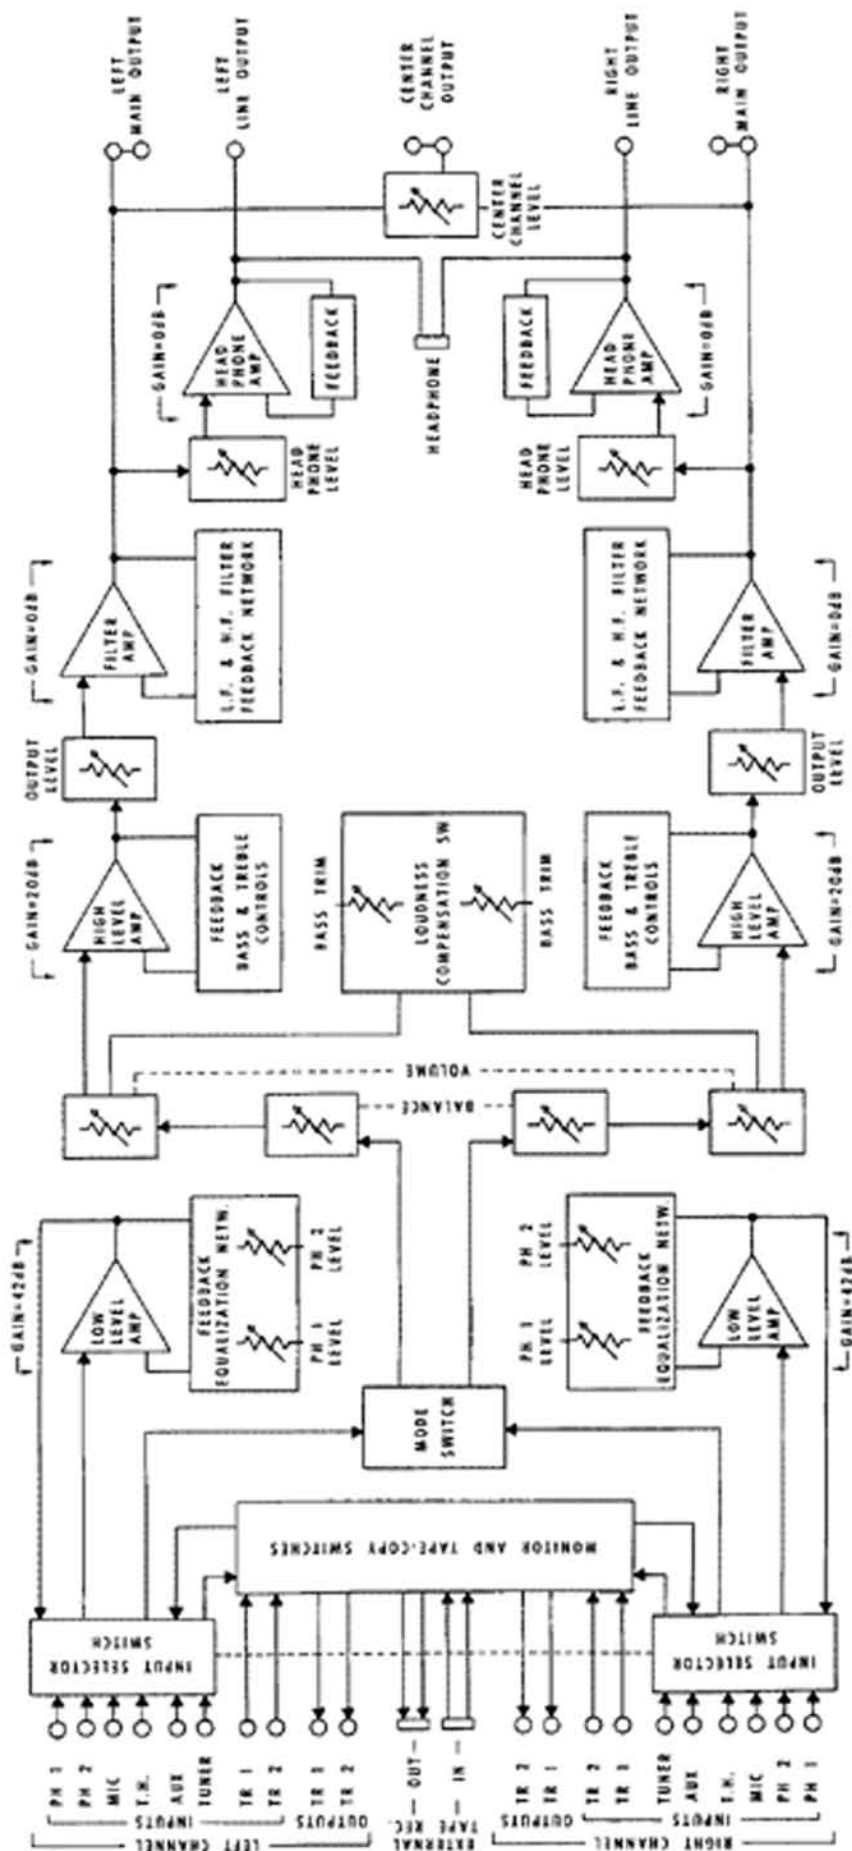 LEFT
MAIN OUTPUT
LEFT
LINE OUTPUT
CENTER
CHANNEL
OUTPUT
RIGHT
LINE OUTPUT
RIGHT
MAIN OUTPUT
CENTER
CHANNEL
LEVEL
GAIN=0dB
HEAD
PHONE
AMP
FEEDBACK
HEADPHONE
FEEDBACK
HEAD
PHONE
AMP
GAIN=0dB
HEAD
PHONE
LEVEL
HEAD
PHONE
LEVEL
GAIN=0dB
FILTER
AMP
L.F. & H.F. FILTER
FEEDBACK NETWORK
L.F. & H.F. FILTER
FEEDBACK NETWORK
FILTER
AMP
GAIN=0dB
OUTPUT
LEVEL
OUTPUT
LEVEL
GAIN=20dB
HIGH
LEVEL
AMP
FEEDBACK
BASS & TREBLE
CONTROLS
BASS TRIM
LOUDNESS
COMPENSATION SW
BASS TRIM
FEEDBACK
BASS & TREBLE
CONTROLS
HIGH
LEVEL
AMP
GAIN=20dB
VOLUME
BALANCE
GAIN=42dB
LOW
LEVEL
AMP
FEEDBACK
EQUALIZATION NETW.
PH 1
LEVEL
PH 2
LEVEL
PH 1
LEVEL
PH 2
LEVEL
FEEDBACK
EQUALIZATION NETW.
LOW
LEVEL
AMP
GAIN=42dB
MODE
SWITCH
MONITOR AND TAPE-COPY SWITCHES
INPUT SELECTOR
SWITCH
INPUT SELECTOR
SWITCH
PH 1
PH 2
MIC
T.H.
AUX
TUNER
TR 1
TR 2
TR 1
TR 2
OUT
IN
TR 2
TR 1
TR 2
TR 1
TUNER
AUX
T.H.
MIC
PH 2
PH 1
INPUTS
OUTPUTS
LEFT CHANNEL
EXTERNAL
TAPE REC.
OUTPUTS
INPUTS
RIGHT CHANNEL